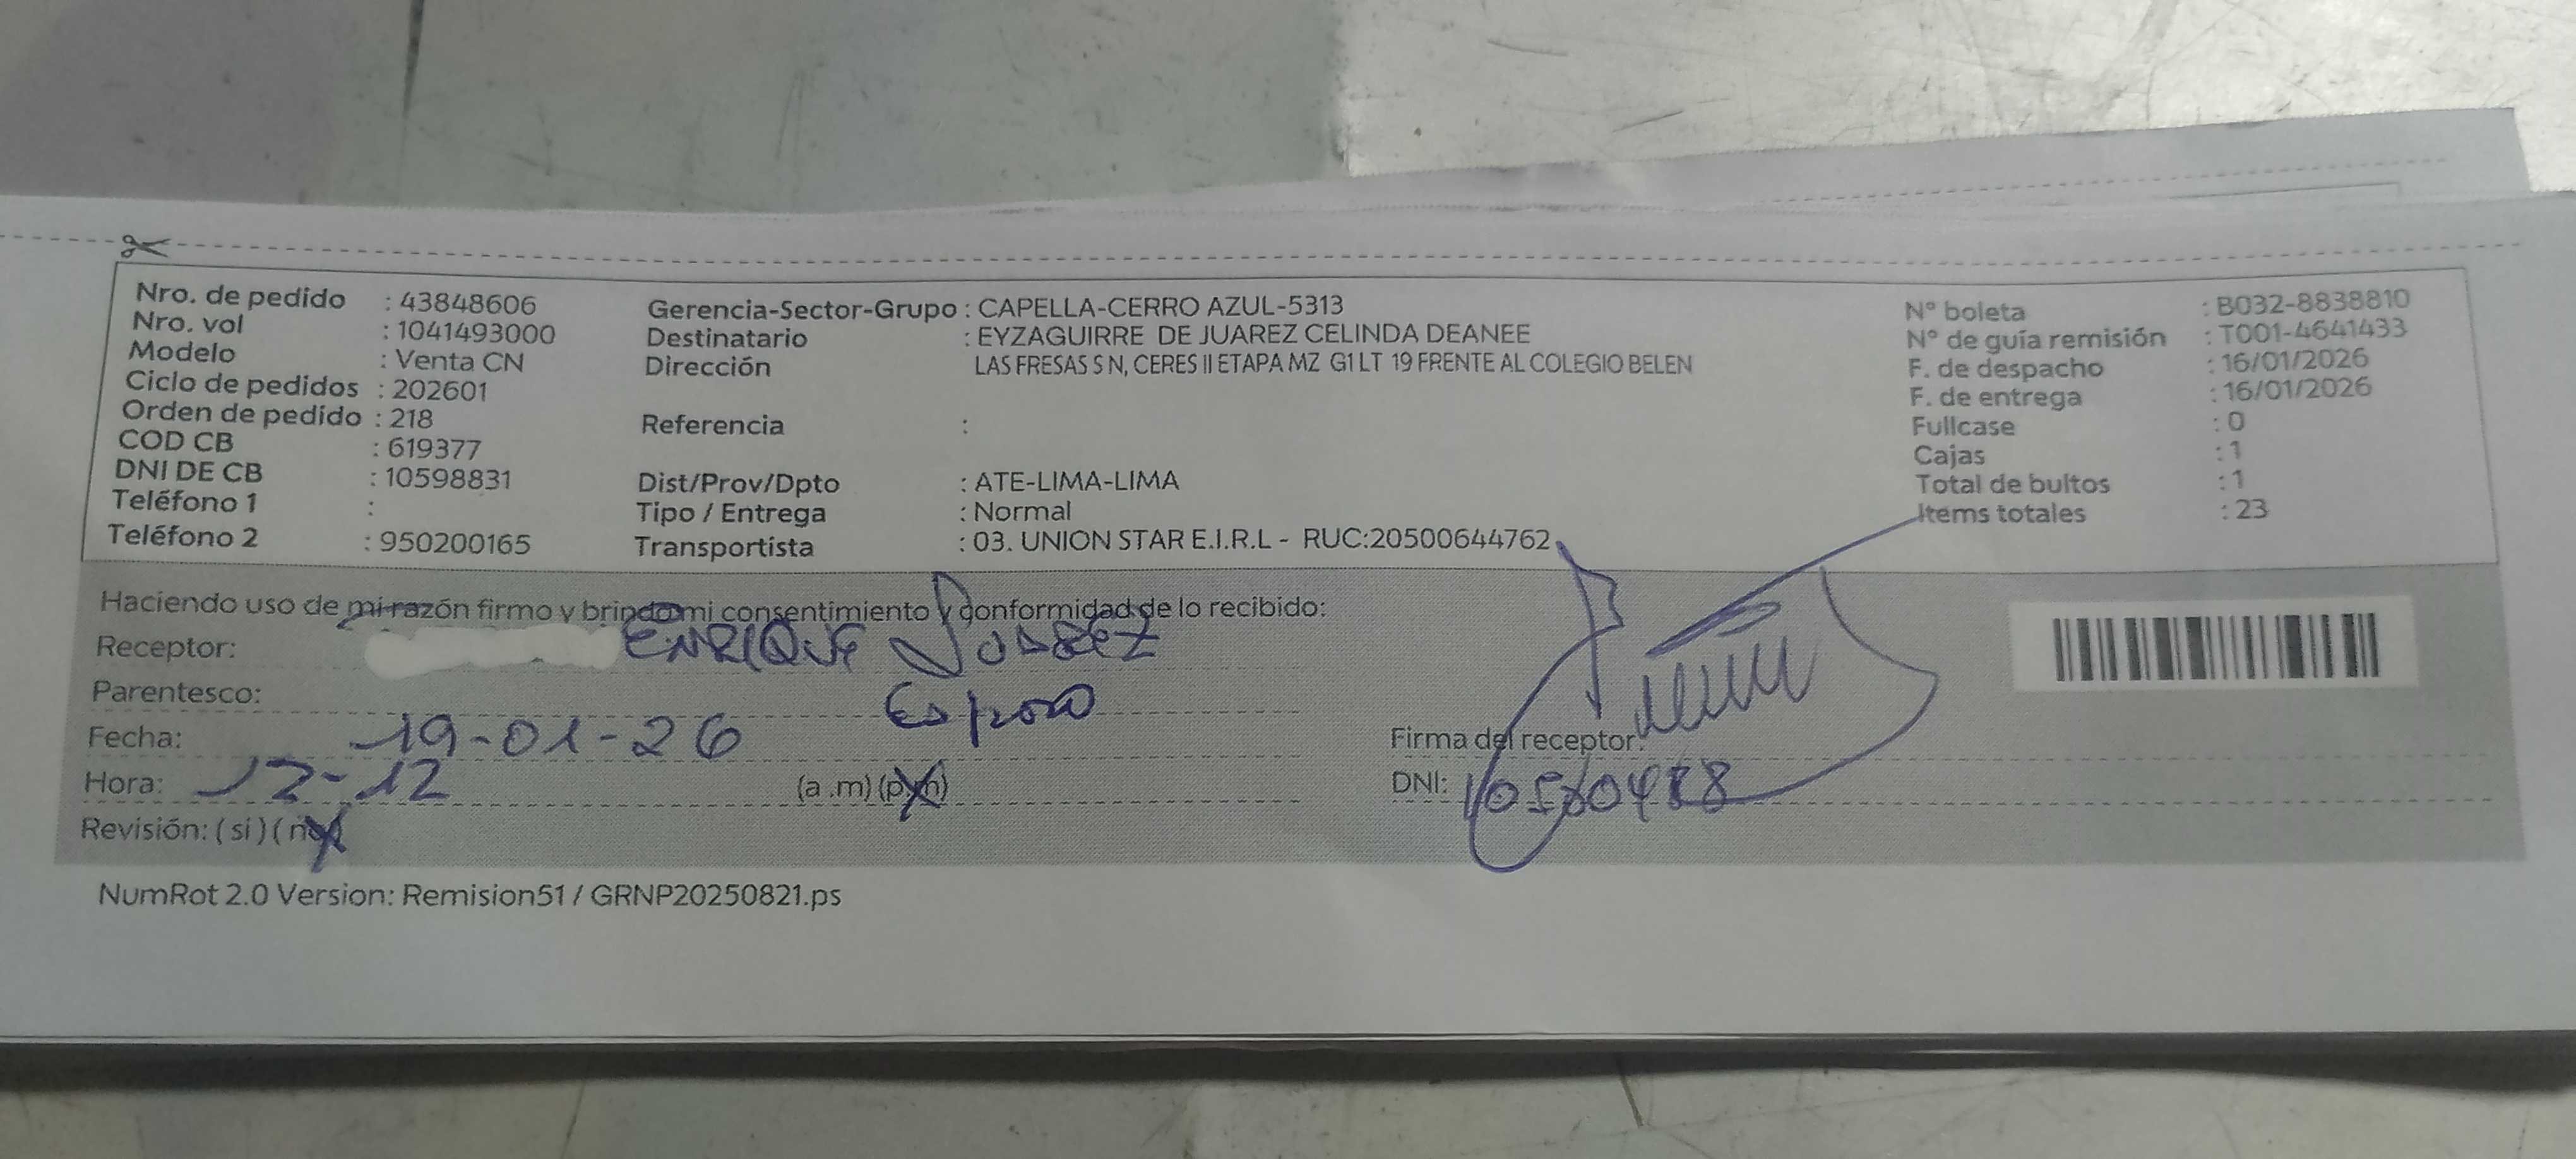 Nro. de pedido : 43848606
Nro. vol : 1041493000
Modelo : Venta CN
Ciclo de pedidos : 202601
Orden de pedido : 218
COD CB : 619377
DNI DE CB : 10598831
Teléfono 1 :
Teléfono 2 : 950200165
Gerencia-Sector-Grupo : CAPELLA-CERRO AZUL-5313
Destinatario : EYZAGUIRRE DE JUAREZ CELINDA DEANEE
Dirección LAS FRESAS S N, CERES II ETAPA MZ G1 LT 19 FRENTE AL COLEGIO BELEN
Referencia :
Dist/Prov/Dpto : ATE-LIMA-LIMA
Tipo / Entrega : Normal
Transportista : 03. UNION STAR E.I.R.L - RUC:20500644762
N° boleta : B032-8838810
N° de guía remisión : T001-4641433
F. de despacho : 16/01/2026
F. de entrega : 16/01/2026
Fullcase : 0
Cajas : 1
Total de bultos : 1
Items totales : 23
Haciendo uso de mi razón firmo y brindo mi consentimiento y conformidad de lo recibido:
Receptor: ENRIQUE JUAREZ
Parentesco: Esposo
Fecha: 19-01-26
Hora: 12-12 (a .m) (p.m)
Revisión: ( si ) ( no )
Firma del receptor:
DNI:
NumRot 2.0 Version: Remision51 / GRNP20250821.ps